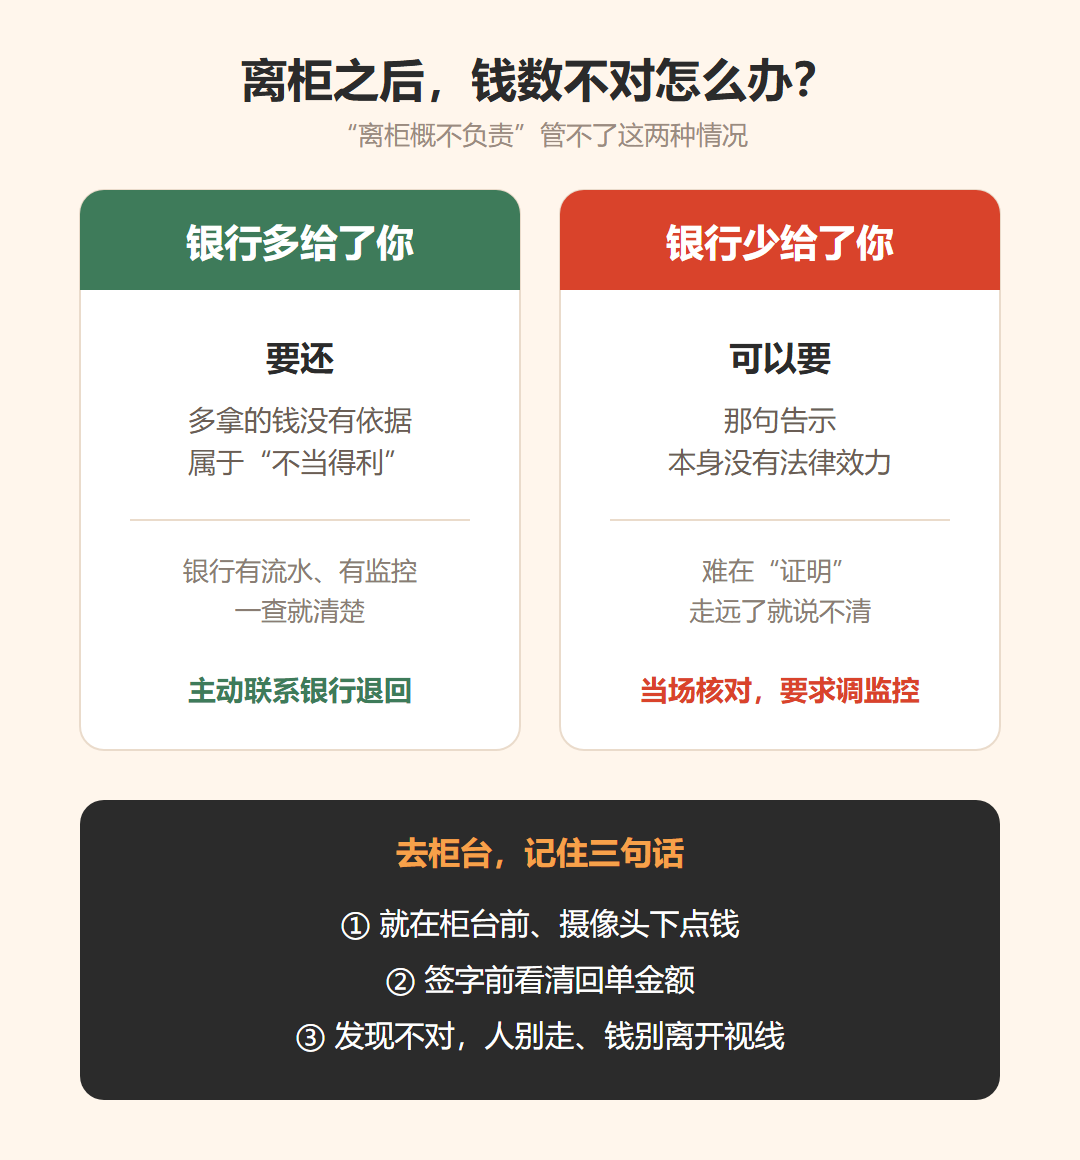 离柜之后，钱数不对怎么办？
“离柜概不负责”管不了这两种情况
银行多给了你
要还
多拿的钱没有依据
属于“不当得利”
银行有流水、有监控
一查就清楚
主动联系银行退回
银行少给了你
可以要
那句告示
本身没有法律效力
难在“证明”
走远了就说不清
当场核对，要求调监控
去柜台，记住三句话
① 就在柜台前、摄像头下点钱
② 签字前看清回单金额
③ 发现不对，人别走、钱别离开视线